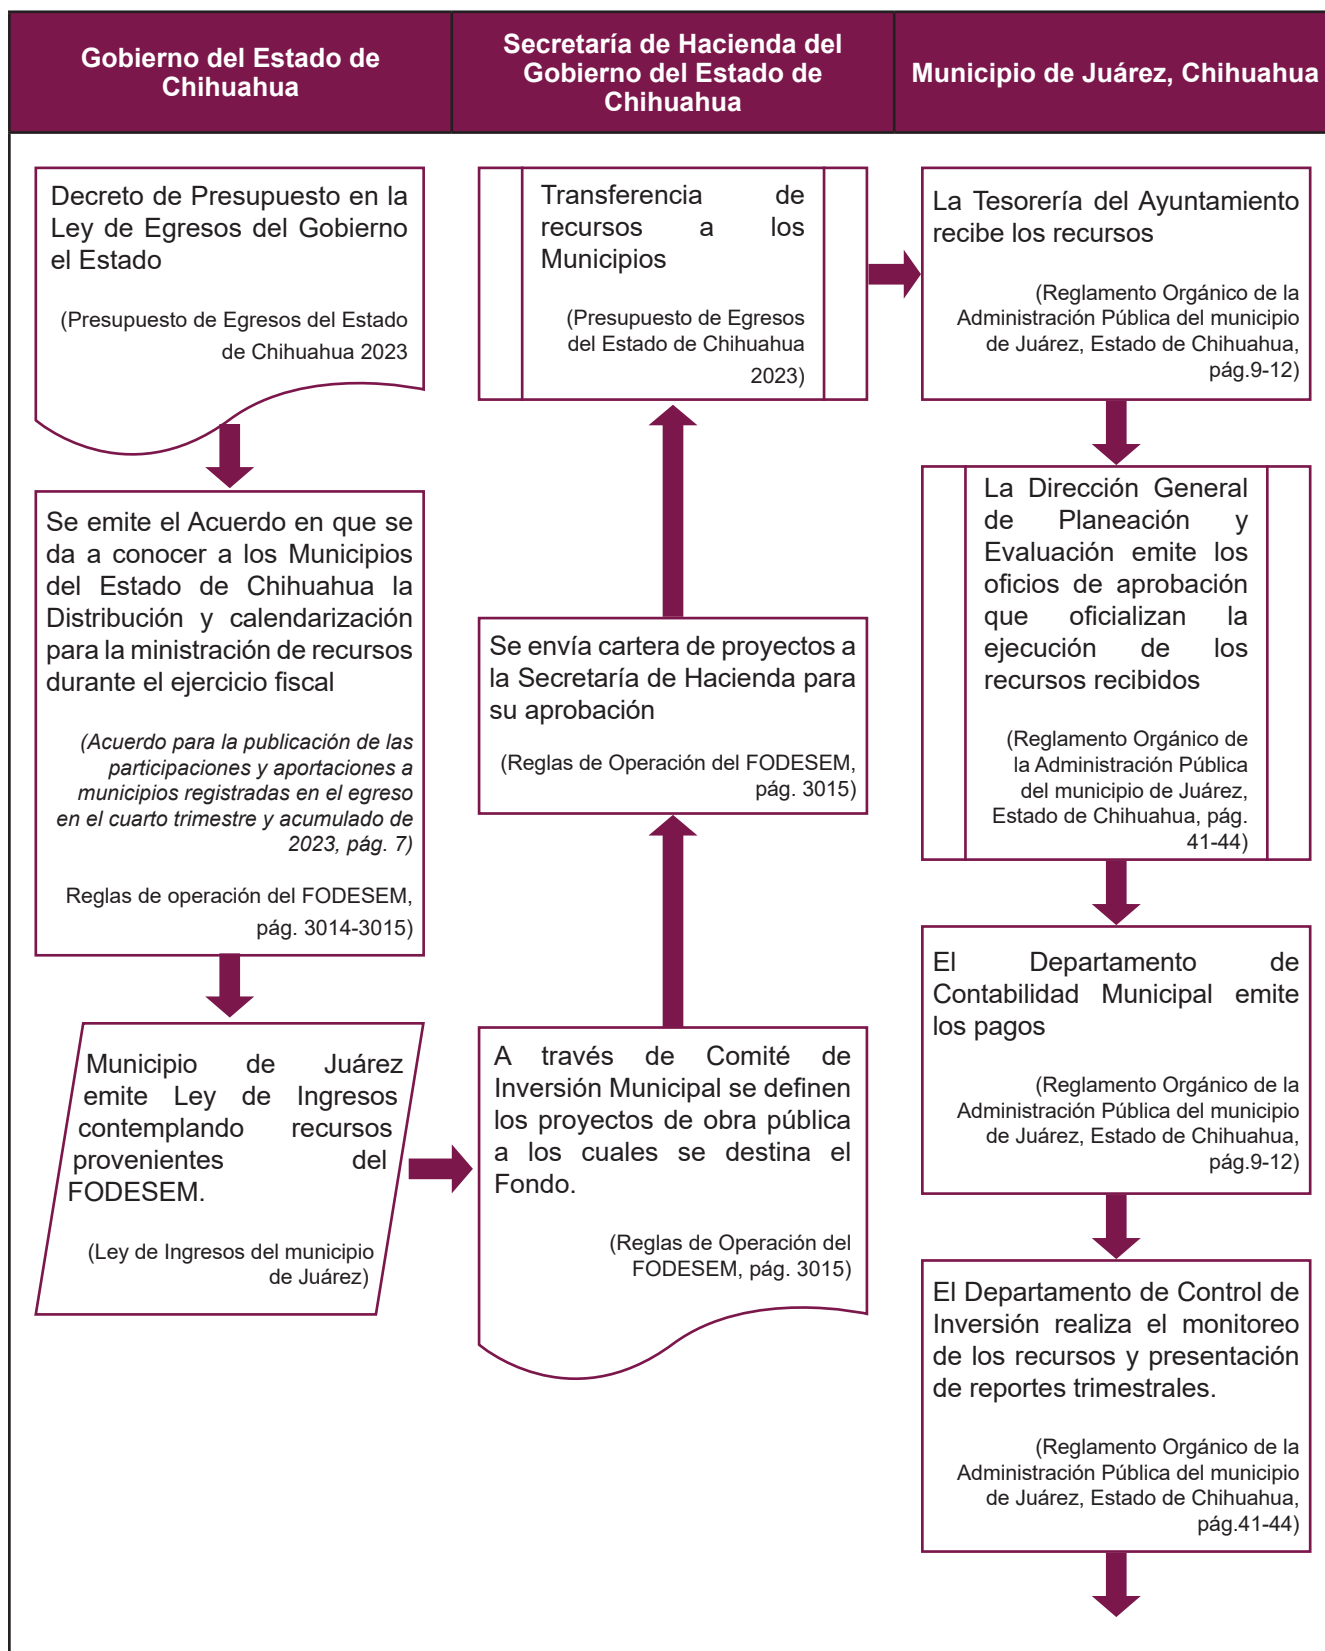 Gobierno del Estado de
Chihuahua
Secretaría de Hacienda del
Gobierno del Estado de
Chihuahua
Municipio de Juárez, Chihuahua
Decreto de Presupuesto en la
Ley de Egresos del Gobierno
el Estado
(Presupuesto de Egresos del Estado
de Chihuahua 2023
Se emite el Acuerdo en que se
da a conocer a los Municipios
del Estado de Chihuahua la
Distribución y calendarización
para la ministración de recursos
durante el ejercicio fiscal
(Acuerdo para la publicación de las
participaciones y aportaciones a
municipios registradas en el egreso
en el cuarto trimestre y acumulado de
2023, pág. 7)
Reglas de operación del FODESEM,
pág. 3014-3015)
Municipio de Juárez
emite Ley de Ingresos
contemplando recursos
provenientes del
FODESEM.
(Ley de Ingresos del municipio
de Juárez)
A través de Comité de
Inversión Municipal se definen
los proyectos de obra pública
a los cuales se destina el
Fondo.
(Reglas de Operación del
FODESEM, pág. 3015)
Se envía cartera de proyectos a
la Secretaría de Hacienda para
su aprobación
(Reglas de Operación del FODESEM,
pág. 3015)
Transferencia de
recursos a los
Municipios
(Presupuesto de Egresos
del Estado de Chihuahua
2023)
La Tesorería del Ayuntamiento
recibe los recursos
(Reglamento Orgánico de la
Administración Pública del municipio
de Juárez, Estado de Chihuahua,
pág.9-12)
La Dirección General
de Planeación y
Evaluación emite los
oficios de aprobación
que oficializan la
ejecución de los
recursos recibidos
(Reglamento Orgánico de
la Administración Pública
del municipio de Juárez,
Estado de Chihuahua, pág.
41-44)
El Departamento de
Contabilidad Municipal emite
los pagos
(Reglamento Orgánico de la
Administración Pública del municipio
de Juárez, Estado de Chihuahua,
pág.9-12)
El Departamento de Control de
Inversión realiza el monitoreo
de los recursos y presentación
de reportes trimestrales.
(Reglamento Orgánico de la
Administración Pública del municipio
de Juárez, Estado de Chihuahua,
pág.41-44)